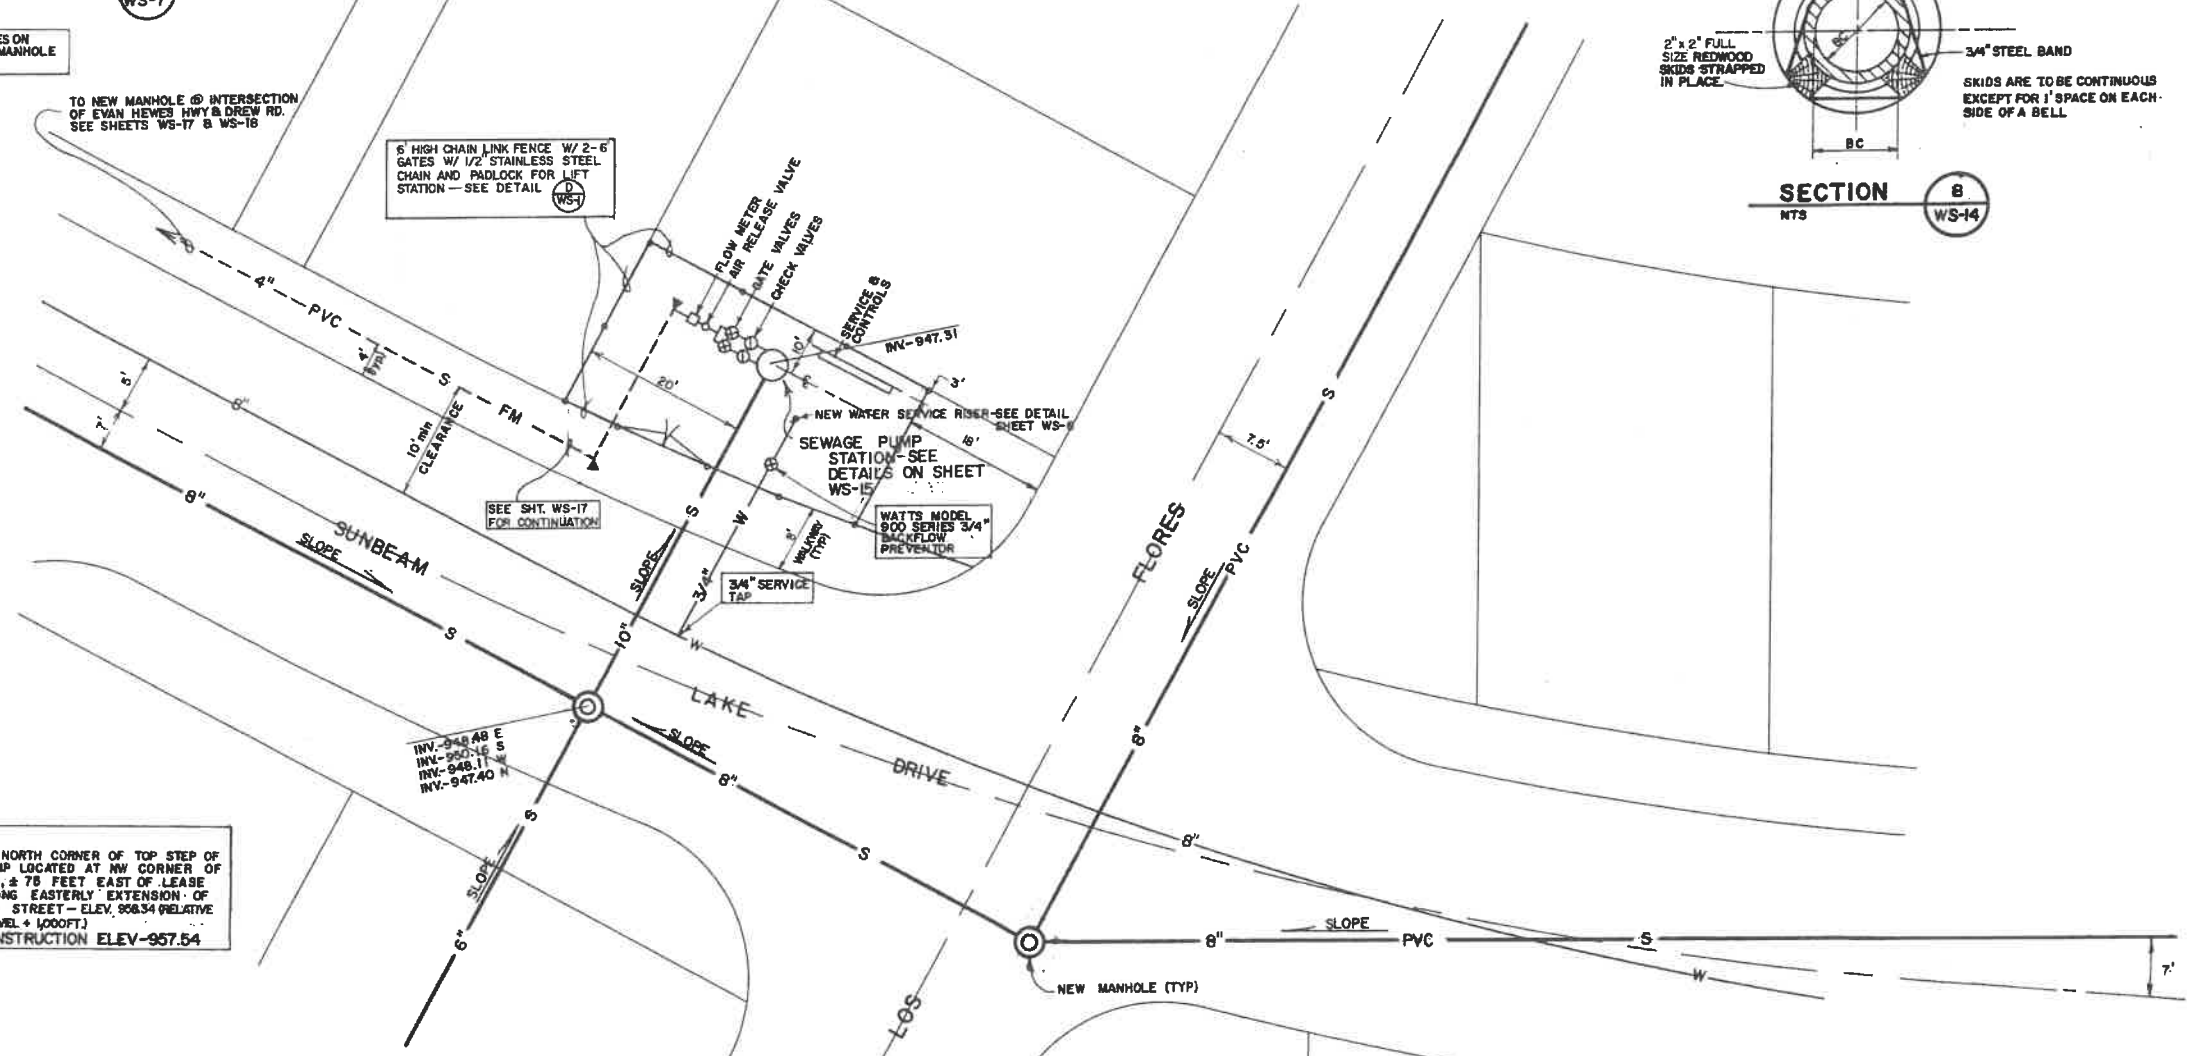 WS-7
ES ON
MANHOLE
TO NEW MANHOLE @ INTERSECTION
OF EVAN HEWES HWY & DREW RD.
SEE SHEETS WS-17 & WS-18
6' HIGH CHAIN LINK FENCE W/ 2-6'
GATES W/ 1/2" STAINLESS STEEL
CHAIN AND PADLOCK FOR LIFT
STATION — SEE DETAIL
D
WS-1
FLOW METER
AIR RELEASE VALVE
GATE VALVES
CHECK VALVES
SERVICE &
CONTROLS
INV.-947.31
10'
20'
3'
18'
NEW WATER SERVICE RISER-SEE DETAIL
SHEET WS-
SEWAGE PUMP
STATION-SEE
DETAILS ON SHEET
WS-15
WATTS MODEL
900 SERIES 3/4"
BACKFLOW
PREVENTOR
8'
WALKWAY
(TYP)
3/4" SERVICE
TAP
3/4"
W
S
10"
SLOPE
4"
PVC
4'
(TYP.)
S
FM
10' min
CLEARANCE
SEE SHT. WS-17
FOR CONTINUATION
5'
7'
8"
8"
SLOPE
SUNBEAM
S
W
LAKE
DRIVE
SLOPE
8"
S
INV.-948.48 E
INV.-950.16 S
INV.-948.11 W
INV.-947.40 N
S
SLOPE
6"
NORTH CORNER OF TOP STEP OF
LOCATED AT NW CORNER OF
, ± 75 FEET EAST OF LEASE
EASTERLY EXTENSION OF
STREET — ELEV. 958.34 (RELATIVE
+ 1,000FT.)
ELEV-957.54
LOS
FLORES
7.5'
S
PVC
SLOPE
8"
8"
NEW MANHOLE (TYP)
8"
SLOPE
PVC
S
W
7'
2" x 2" FULL
SIZE REDWOOD
SKIDS STRAPPED
IN PLACE
BC
BC
3/4" STEEL BAND
SKIDS ARE TO BE CONTINUOUS
EXCEPT FOR 1' SPACE ON EACH
SIDE OF A BELL
SECTION
NTS
8
WS-14